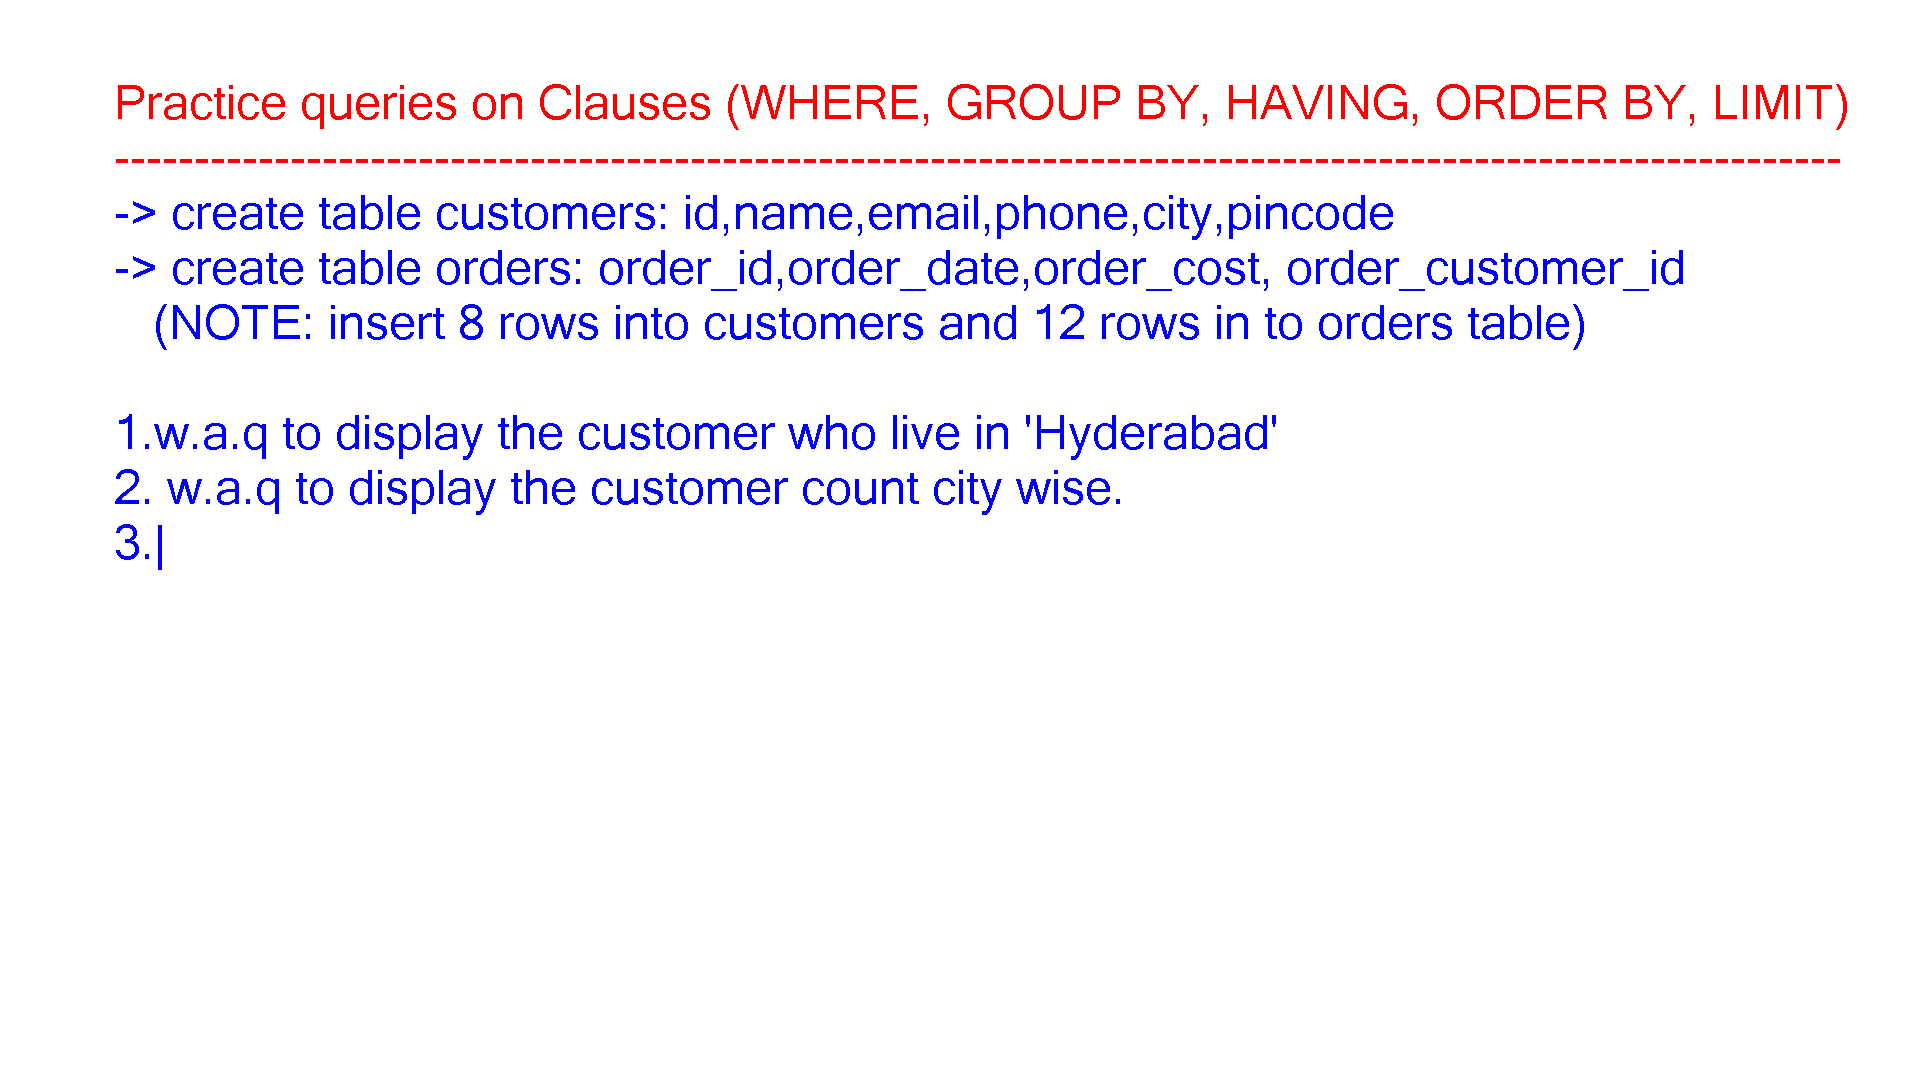 Practice queries on Clauses (WHERE, GROUP BY, HAVING, ORDER BY, LIMIT)
--------------------------------------------------------------------------------------------------------------
-> create table customers: id,name,email,phone,city,pincode
-> create table orders: order_id,order_date,order_cost, order_customer_id
(NOTE: insert 8 rows into customers and 12 rows in to orders table)
1.w.a.q to display the customer who live in 'Hyderabad'
2. w.a.q to display the customer count city wise.
3.